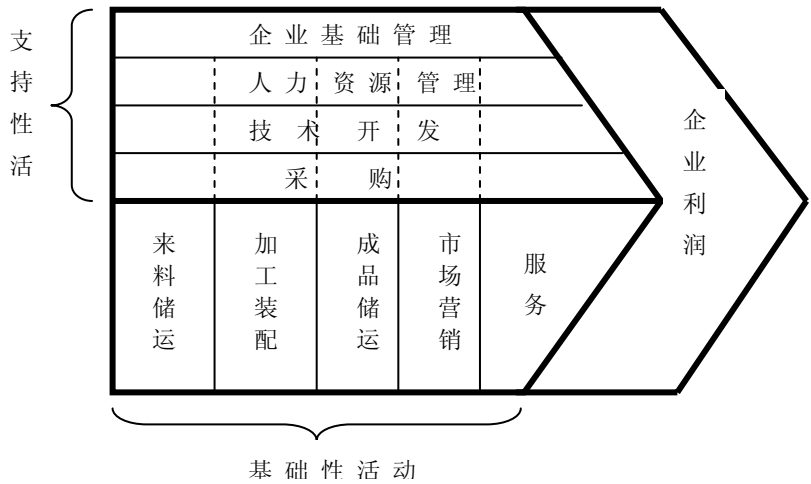 支持性活
企业基础管理
人力资源管理
技术开发
采购
企业利润
来料储运
加工装配
成品储运
市场营销
服务
基础性活动